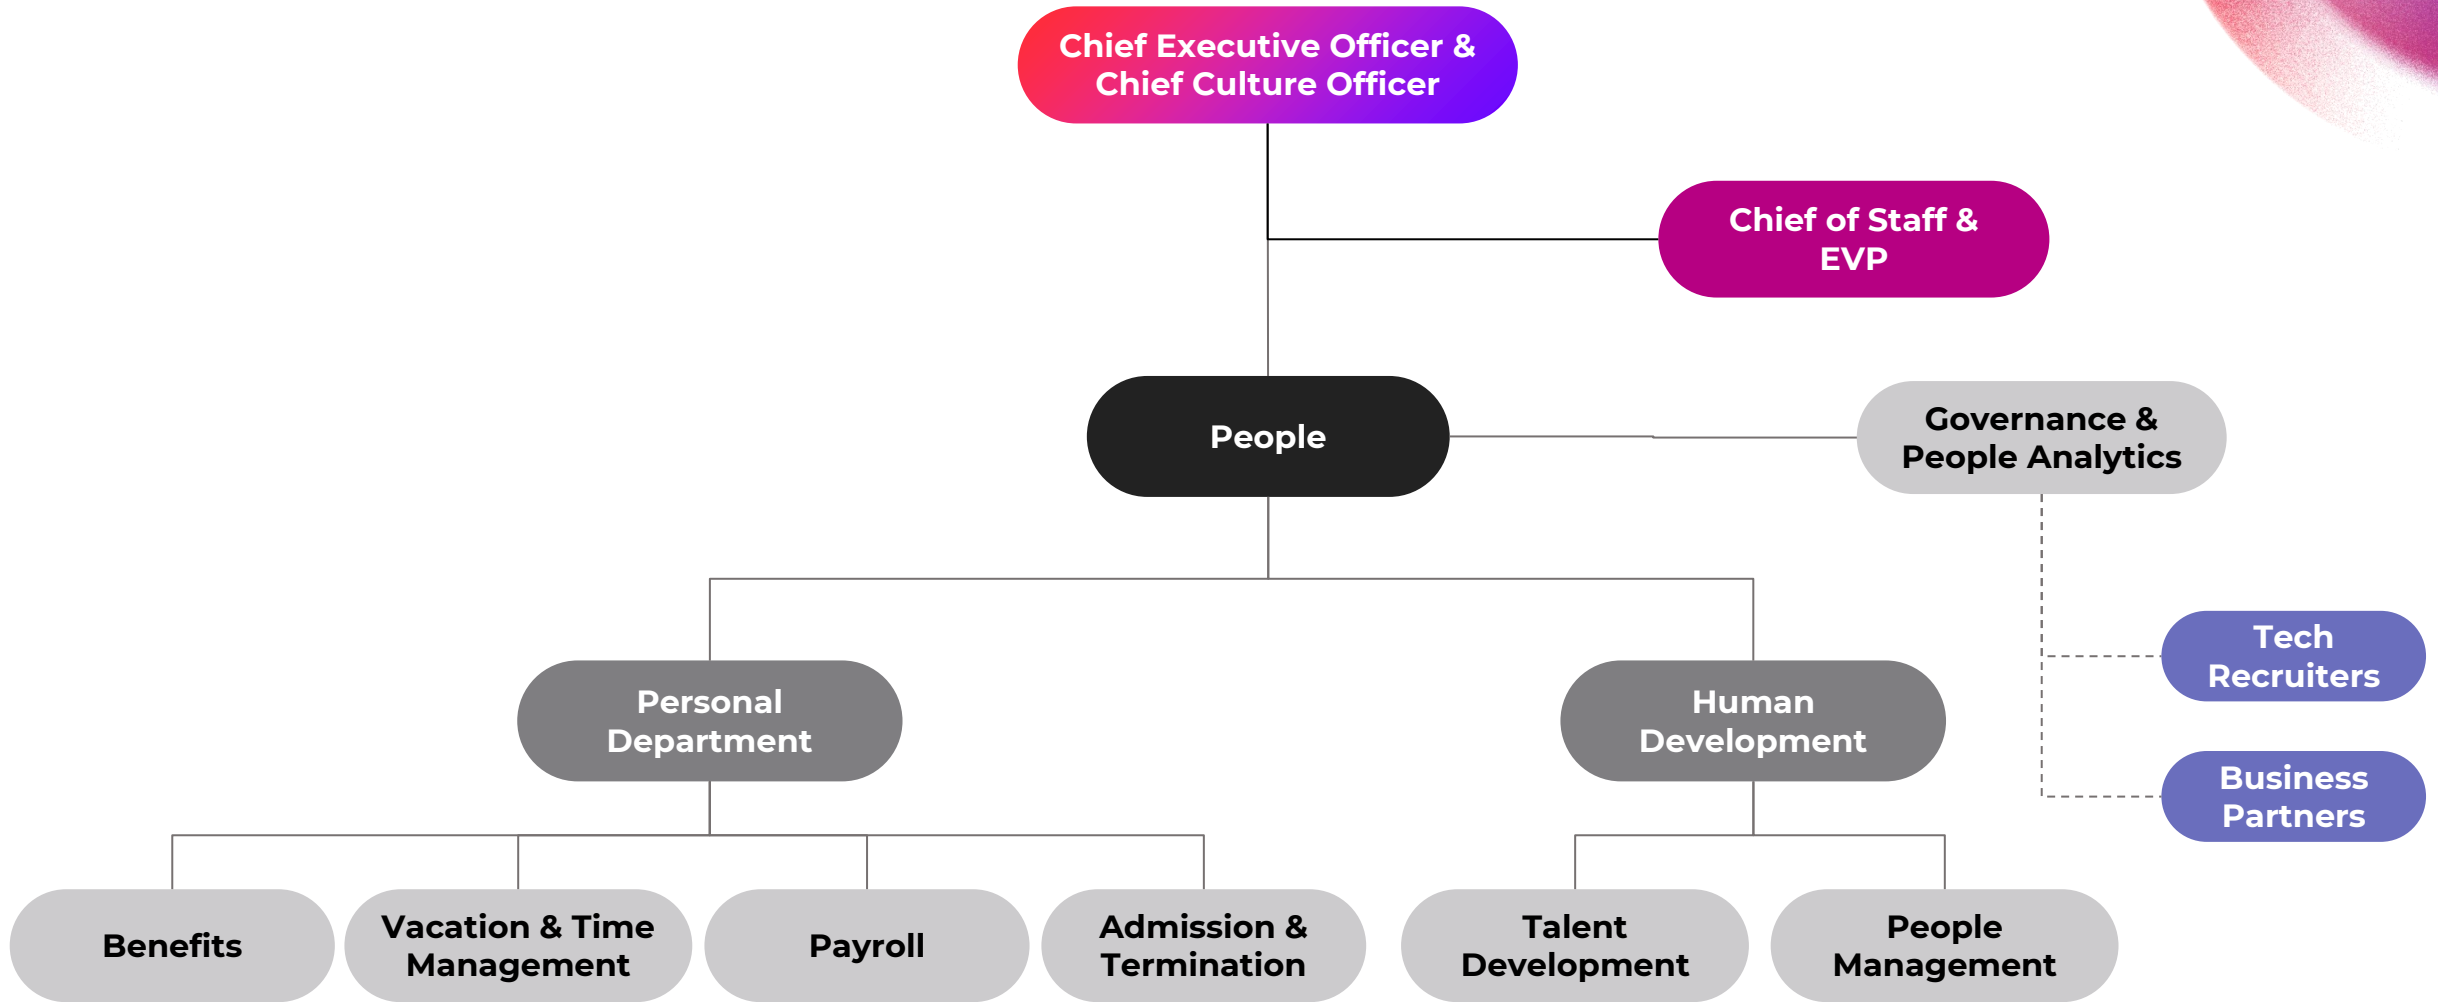 Chief Executive Officer &
Chief Culture Officer
Chief of Staff &
EVP
People
Governance &
People Analytics
Tech
Recruiters
Business
Partners
Personal
Department
Human
Development
Benefits
Vacation & Time
Management
Payroll
Admission &
Termination
Talent
Development
People
Management